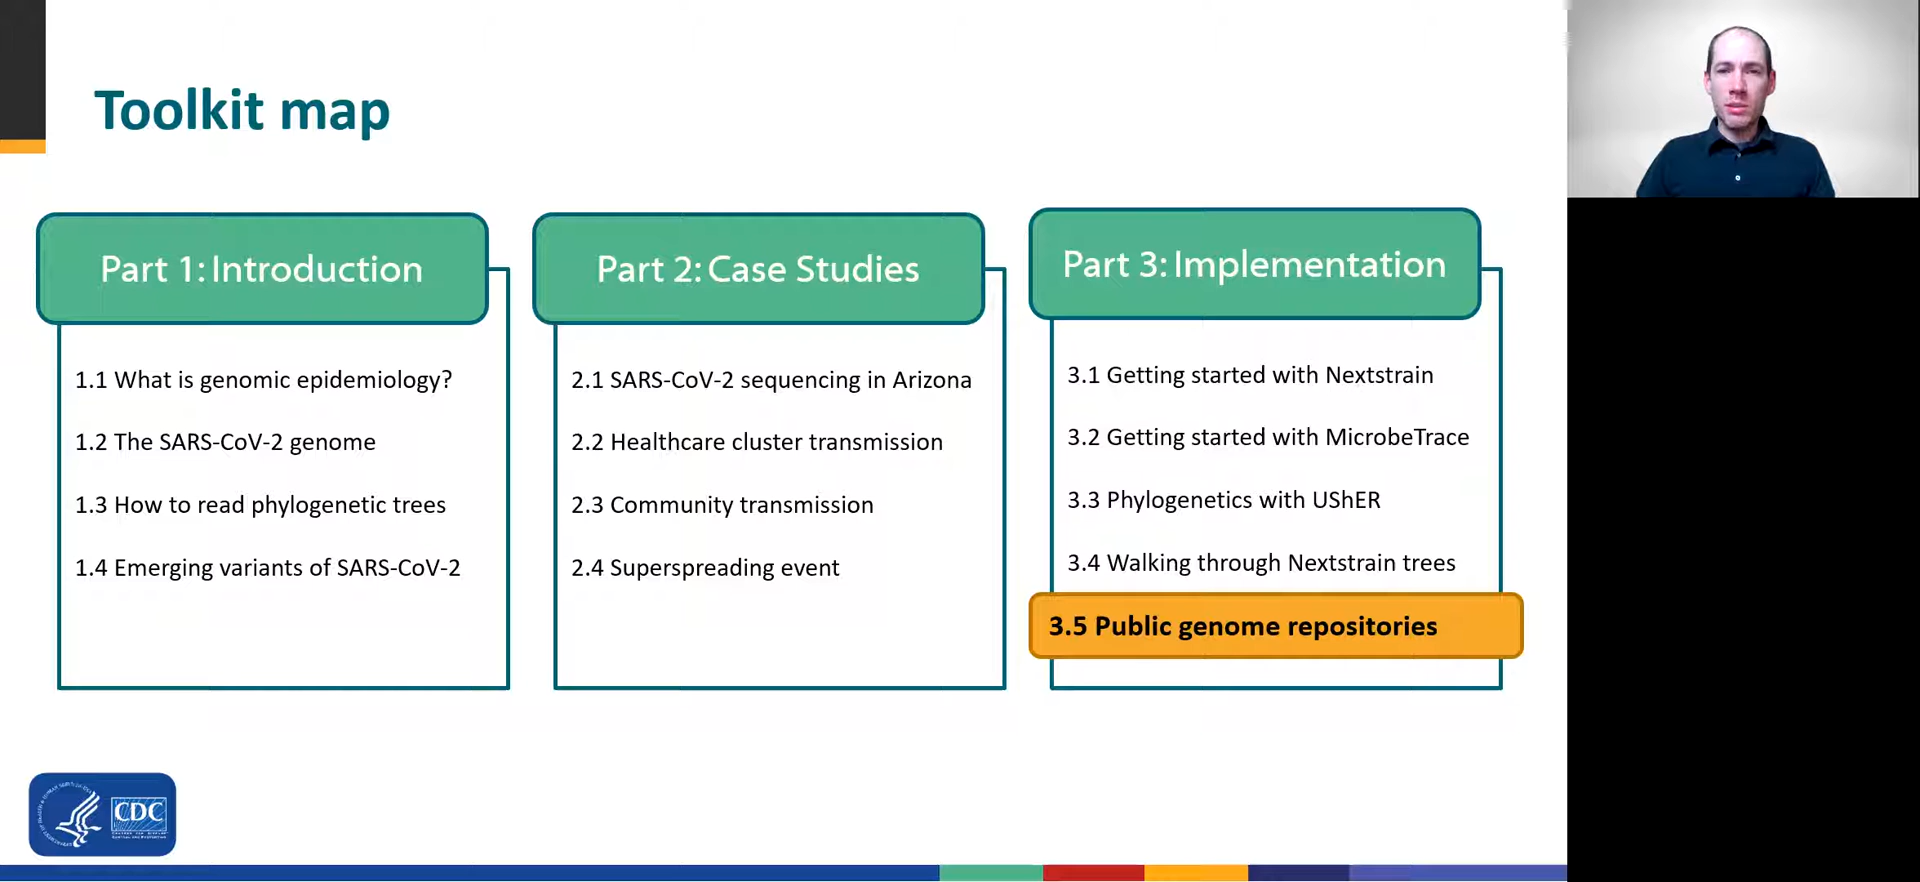 Toolkit map
Part 1: Introduction
1.1 What is genomic epidemiology?
1.2 The SARS-CoV-2 genome
1.3 How to read phylogenetic trees
1.4 Emerging variants of SARS-CoV-2
Part 2: Case Studies
2.1 SARS-CoV-2 sequencing in Arizona
2.2 Healthcare cluster transmission
2.3 Community transmission
2.4 Superspreading event
Part 3: Implementation
3.1 Getting started with Nextstrain
3.2 Getting started with MicrobeTrace
3.3 Phylogenetics with UShER
3.4 Walking through Nextstrain trees
3.5 Public genome repositories
CDC